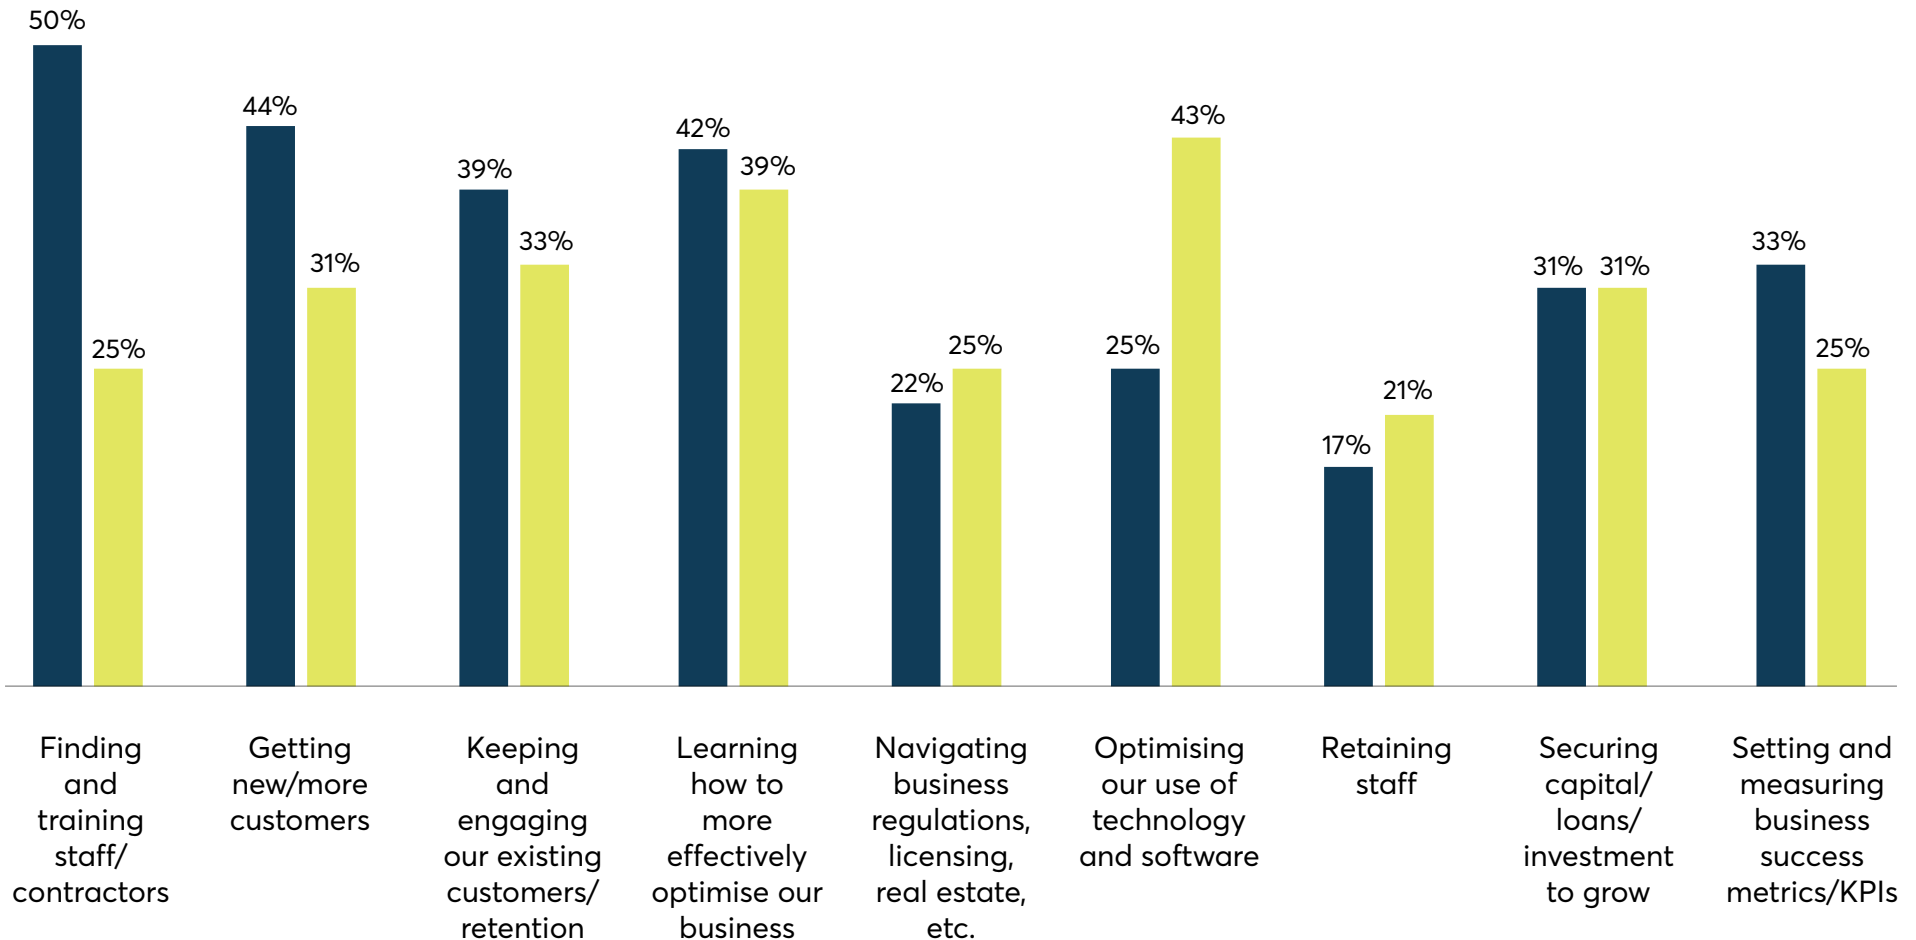 50%
25%
44%
31%
39%
33%
42%
39%
22%
25%
25%
43%
17%
21%
31%
31%
33%
25%
Finding
and
training
staff/
contractors
Getting
new/more
customers
Keeping
and
engaging
our existing
customers/
retention
Learning
how to
more
effectively
optimise our
business
Navigating
business
regulations,
licensing,
real estate,
etc.
Optimising
our use of
technology
and software
Retaining
staff
Securing
capital/
loans/
investment
to grow
Setting and
measuring
business
success
metrics/KPIs